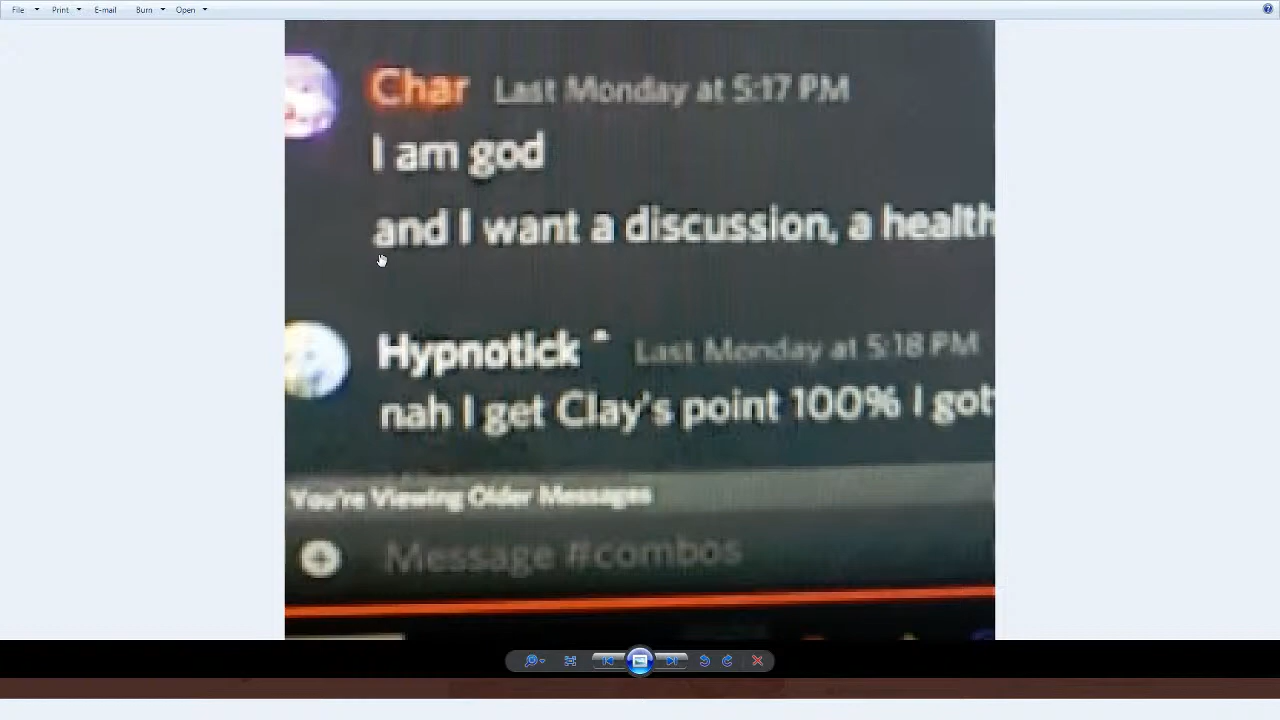 File Print E-mail Burn Open
Char Last Monday at 5:17 PM
I am god
and I want a discussion, a health
Hypnotick Last Monday at 5:18 PM
nah I get Clay's point 100% I got
You're Viewing Older Messages
Message #combos